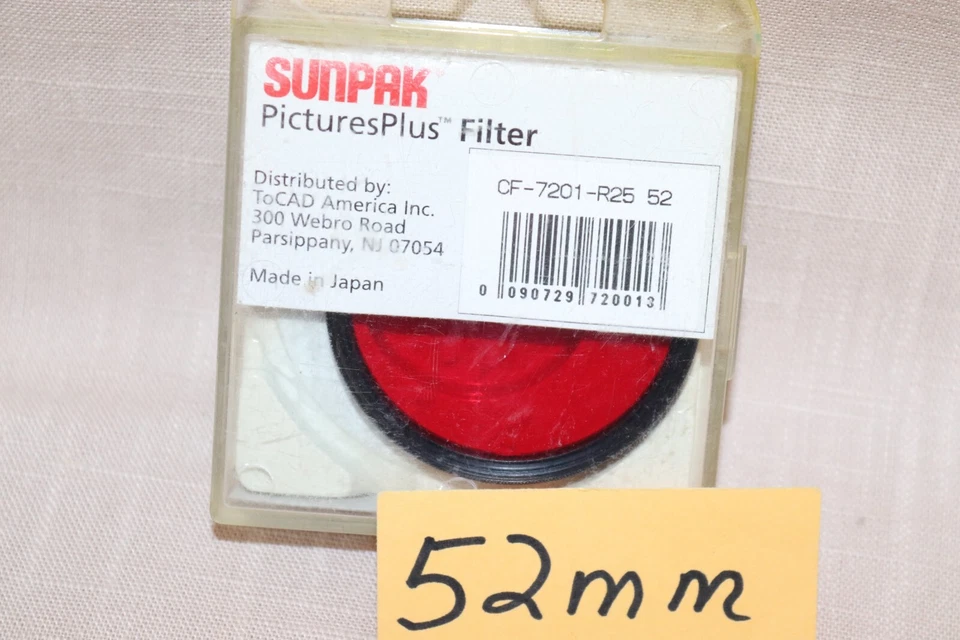 SUNPAK
PicturesPlus™ Filter
Distributed by:
ToCAD America Inc.
300 Webro Road
Parsippany, NJ 07054
Made in Japan
CF-7201-R25 52
0 090729 720013
52mm